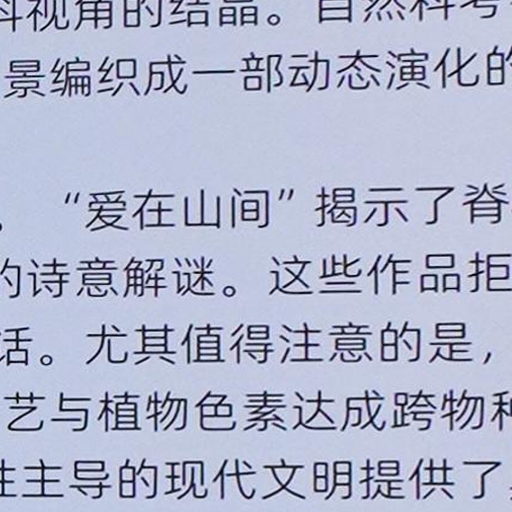 科视角的结晶。自然科考
景编织成一部动态演化的
。“爱在山间”揭示了脊
的诗意解谜。这些作品拒
话。尤其值得注意的是，
艺与植物色素达成跨物种
性主导的现代文明提供了